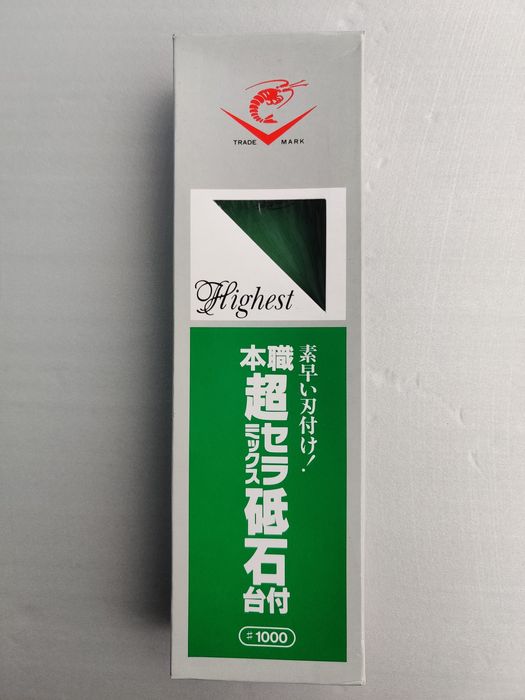 TRADE MARK
Highest
素早い刃付け!
本職
超セラミックス
砥石
台付
#1000